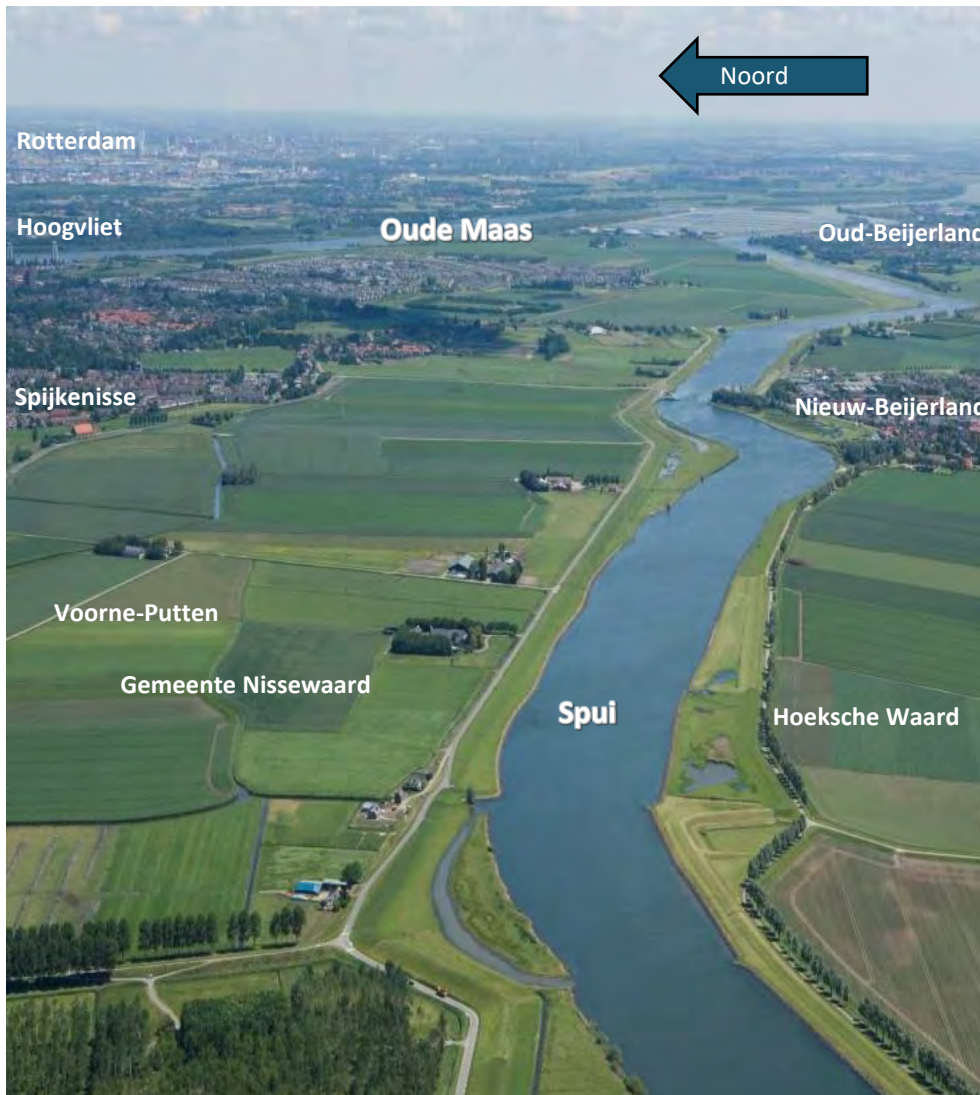 Noord
Rotterdam
Hoogvliet
Oude Maas
Oud-Beijerland
Spijkenisse
Nieuw-Beijerland
Voorne-Putten
Gemeente Nissewaard
Spui
Hoeksche Waard